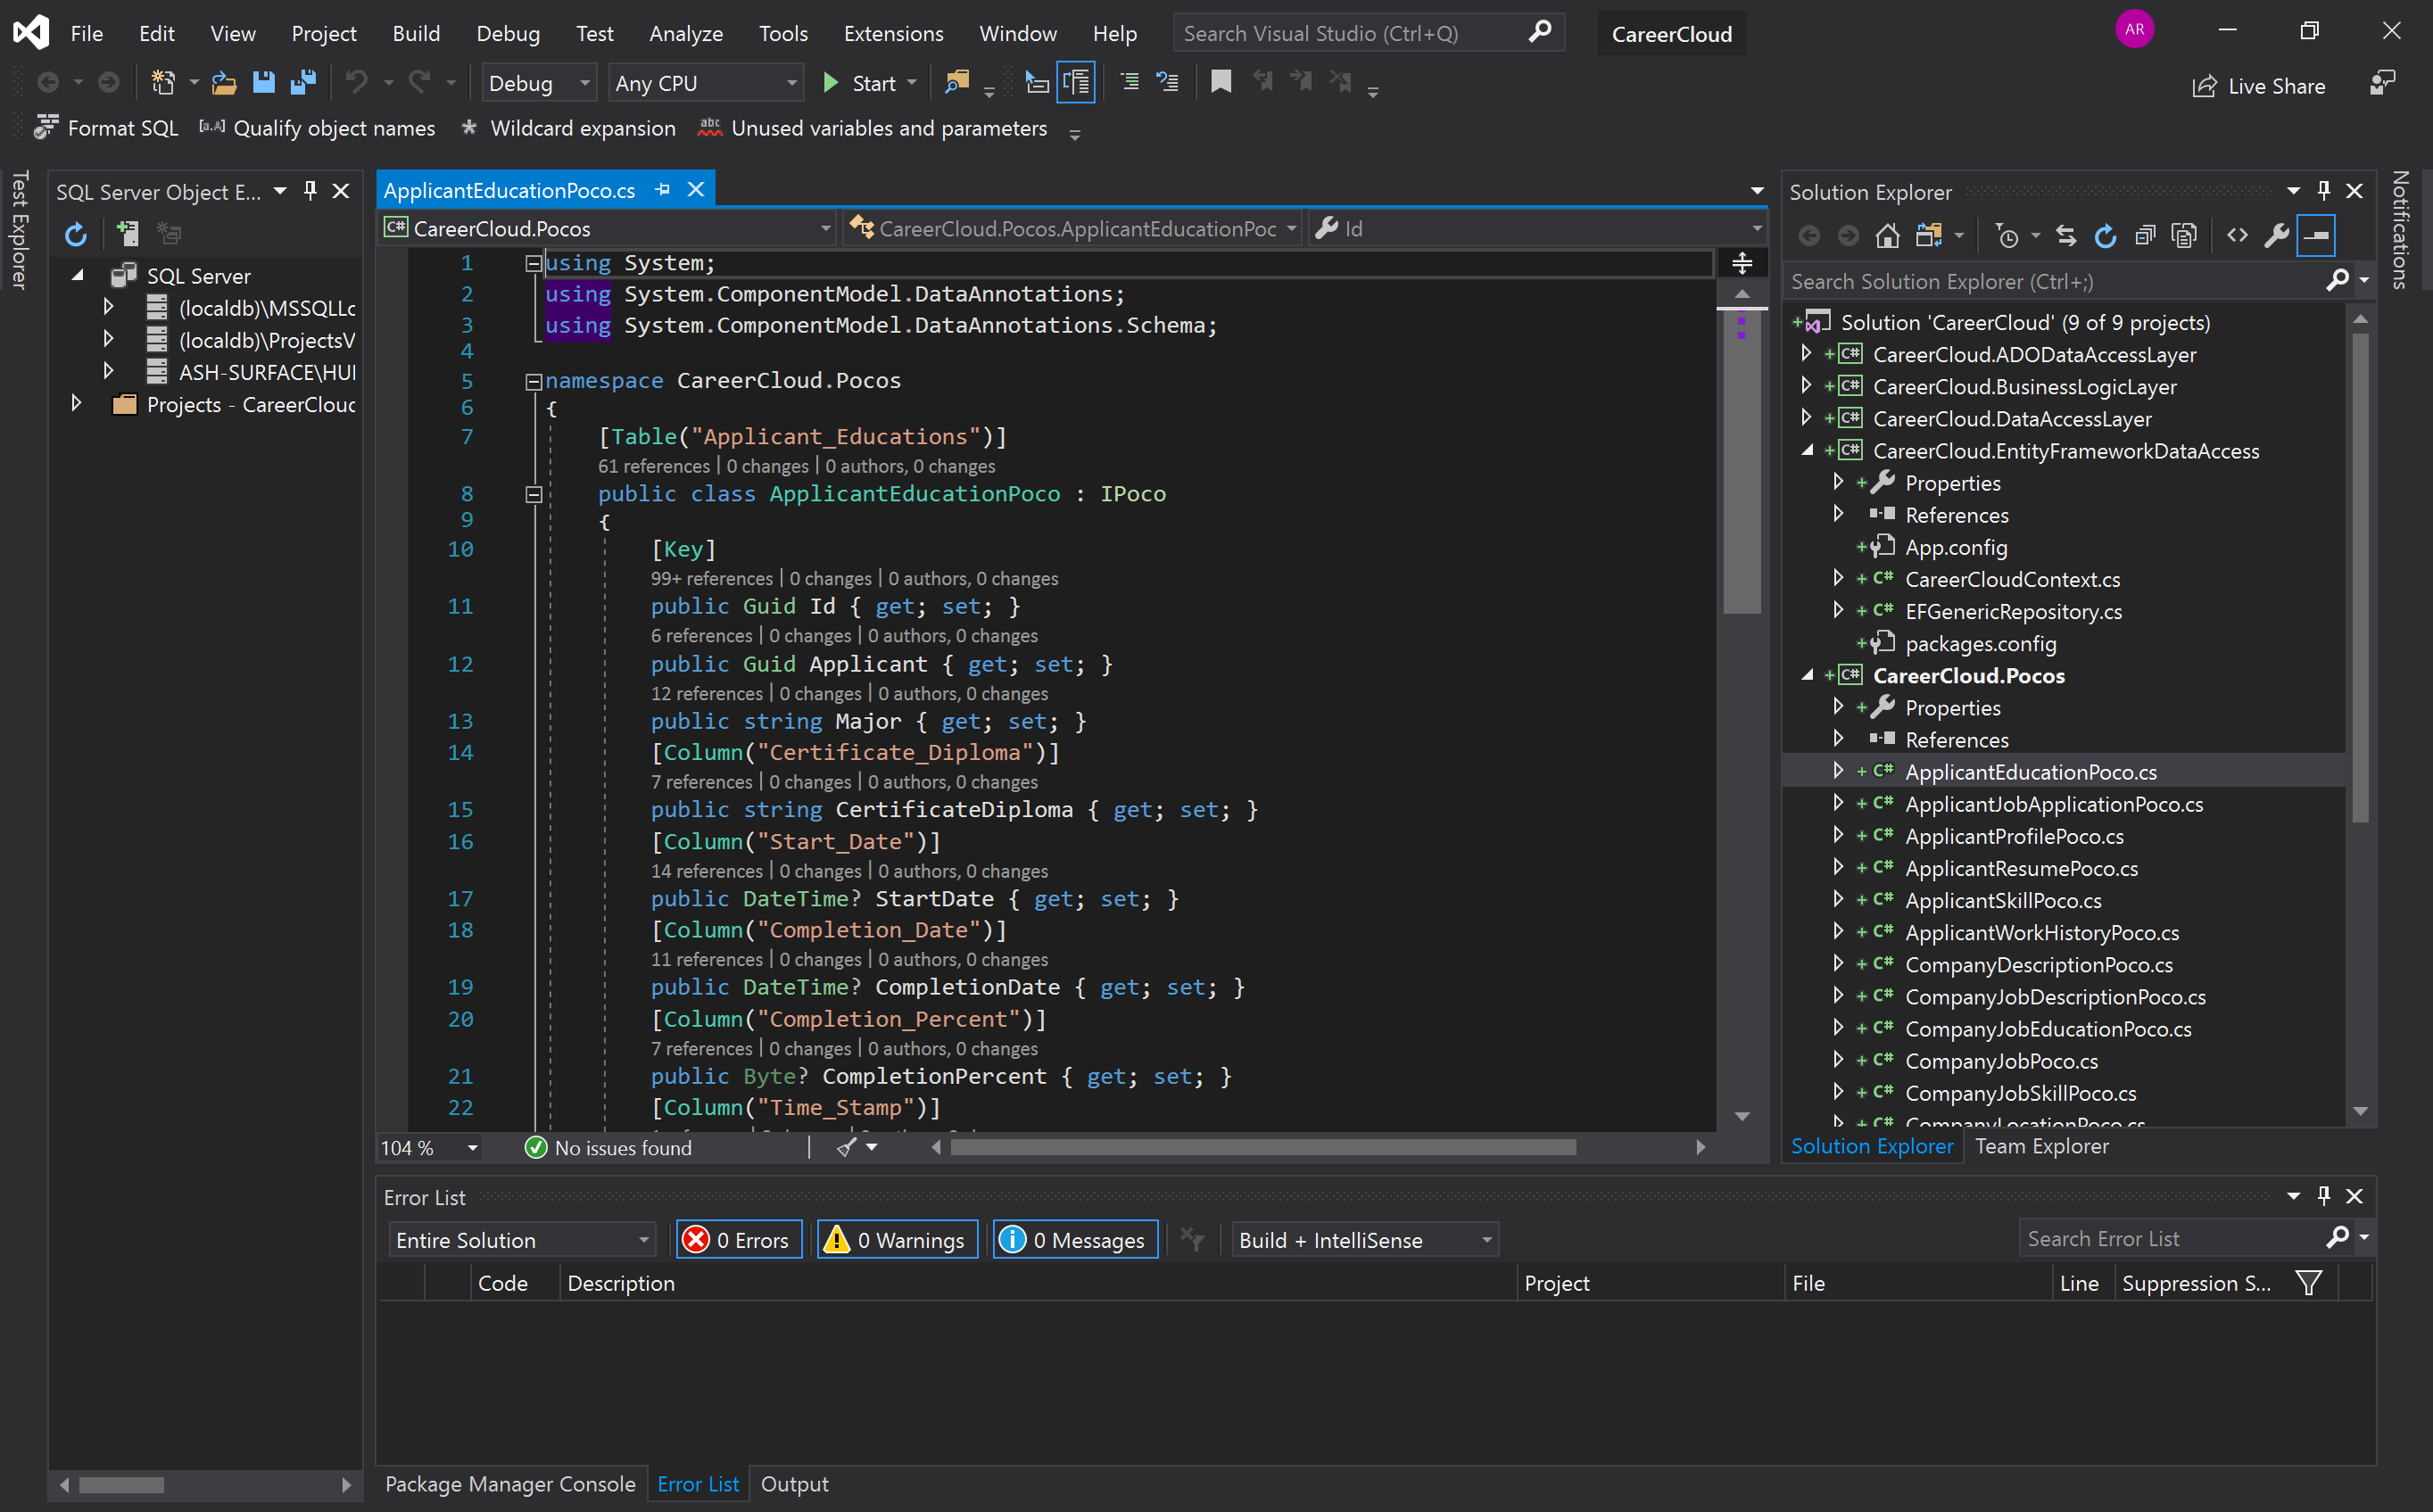 File Edit View Project Build Debug Test Analyze Tools Extensions Window Help Search Visual Studio (Ctrl+Q) CareerCloud AR
Debug Any CPU Start Live Share
Format SQL Qualify object names Wildcard expansion Unused variables and parameters
Test Explorer
SQL Server Object E...
SQL Server
(localdb)\MSSQLLo
(localdb)\ProjectsV
ASH-SURFACE\HU
Projects - CareerCloud
ApplicantEducationPoco.cs
CareerCloud.Pocos CareerCloud.Pocos.ApplicantEducationPoc Id
1 using System;
2 using System.ComponentModel.DataAnnotations;
3 using System.ComponentModel.DataAnnotations.Schema;
4
5 namespace CareerCloud.Pocos
6 {
7 [Table("Applicant_Educations")]
61 references | 0 changes | 0 authors, 0 changes
8 public class ApplicantEducationPoco : IPoco
9 {
10 [Key]
99+ references | 0 changes | 0 authors, 0 changes
11 public Guid Id { get; set; }
6 references | 0 changes | 0 authors, 0 changes
12 public Guid Applicant { get; set; }
12 references | 0 changes | 0 authors, 0 changes
13 public string Major { get; set; }
14 [Column("Certificate_Diploma")]
7 references | 0 changes | 0 authors, 0 changes
15 public string CertificateDiploma { get; set; }
16 [Column("Start_Date")]
14 references | 0 changes | 0 authors, 0 changes
17 public DateTime? StartDate { get; set; }
18 [Column("Completion_Date")]
11 references | 0 changes | 0 authors, 0 changes
19 public DateTime? CompletionDate { get; set; }
20 [Column("Completion_Percent")]
7 references | 0 changes | 0 authors, 0 changes
21 public Byte? CompletionPercent { get; set; }
22 [Column("Time_Stamp")]
104 % No issues found
Solution Explorer
Search Solution Explorer (Ctrl+;)
Solution 'CareerCloud' (9 of 9 projects)
C# CareerCloud.ADODataAccessLayer
C# CareerCloud.BusinessLogicLayer
C# CareerCloud.DataAccessLayer
C# CareerCloud.EntityFrameworkDataAccess
Properties
References
App.config
C# CareerCloudContext.cs
C# EFGenericRepository.cs
packages.config
C# CareerCloud.Pocos
Properties
References
C# ApplicantEducationPoco.cs
C# ApplicantJobApplicationPoco.cs
C# ApplicantProfilePoco.cs
C# ApplicantResumePoco.cs
C# ApplicantSkillPoco.cs
C# ApplicantWorkHistoryPoco.cs
C# CompanyDescriptionPoco.cs
C# CompanyJobDescriptionPoco.cs
C# CompanyJobEducationPoco.cs
C# CompanyJobPoco.cs
C# CompanyJobSkillPoco.cs
CompanyLocationPoco.cs
Solution Explorer Team Explorer
Notifications
Error List
Entire Solution 0 Errors 0 Warnings 0 Messages Build + IntelliSense Search Error List
Code Description Project File Line Suppression S...
Package Manager Console Error List Output